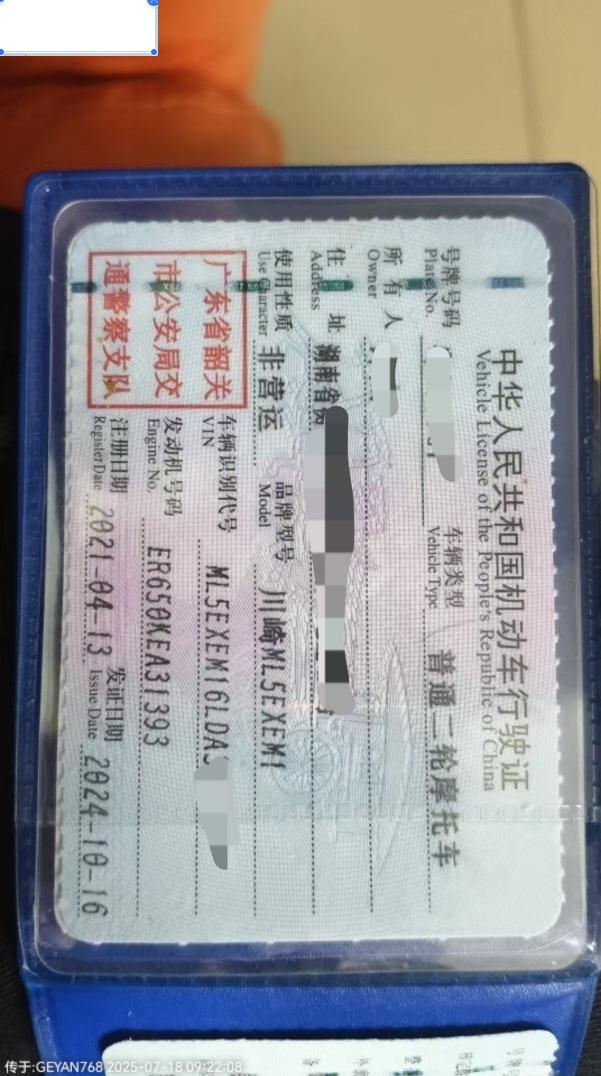 中华人民共和国机动车行驶证
Vehicle License of the People's Republic of China
号牌号码
Plate No.
车辆类型
Vehicle Type
普通二轮摩托车
所有人
Owner
住址
Address
湖南省
使用性质
Use Character
非营运
品牌型号
Model
川崎ML5EXEM1
广东省韶关
市公安局交
通警察支队
车辆识别代号
VIN
ML5EXEM16LDA
发动机号码
Engine No.
ER650KEA31393
注册日期
Register Date
2021-04-13
发证日期
Issue Date
2024-10-16
传于:GEYAN768 2025-07-18 09:22:08